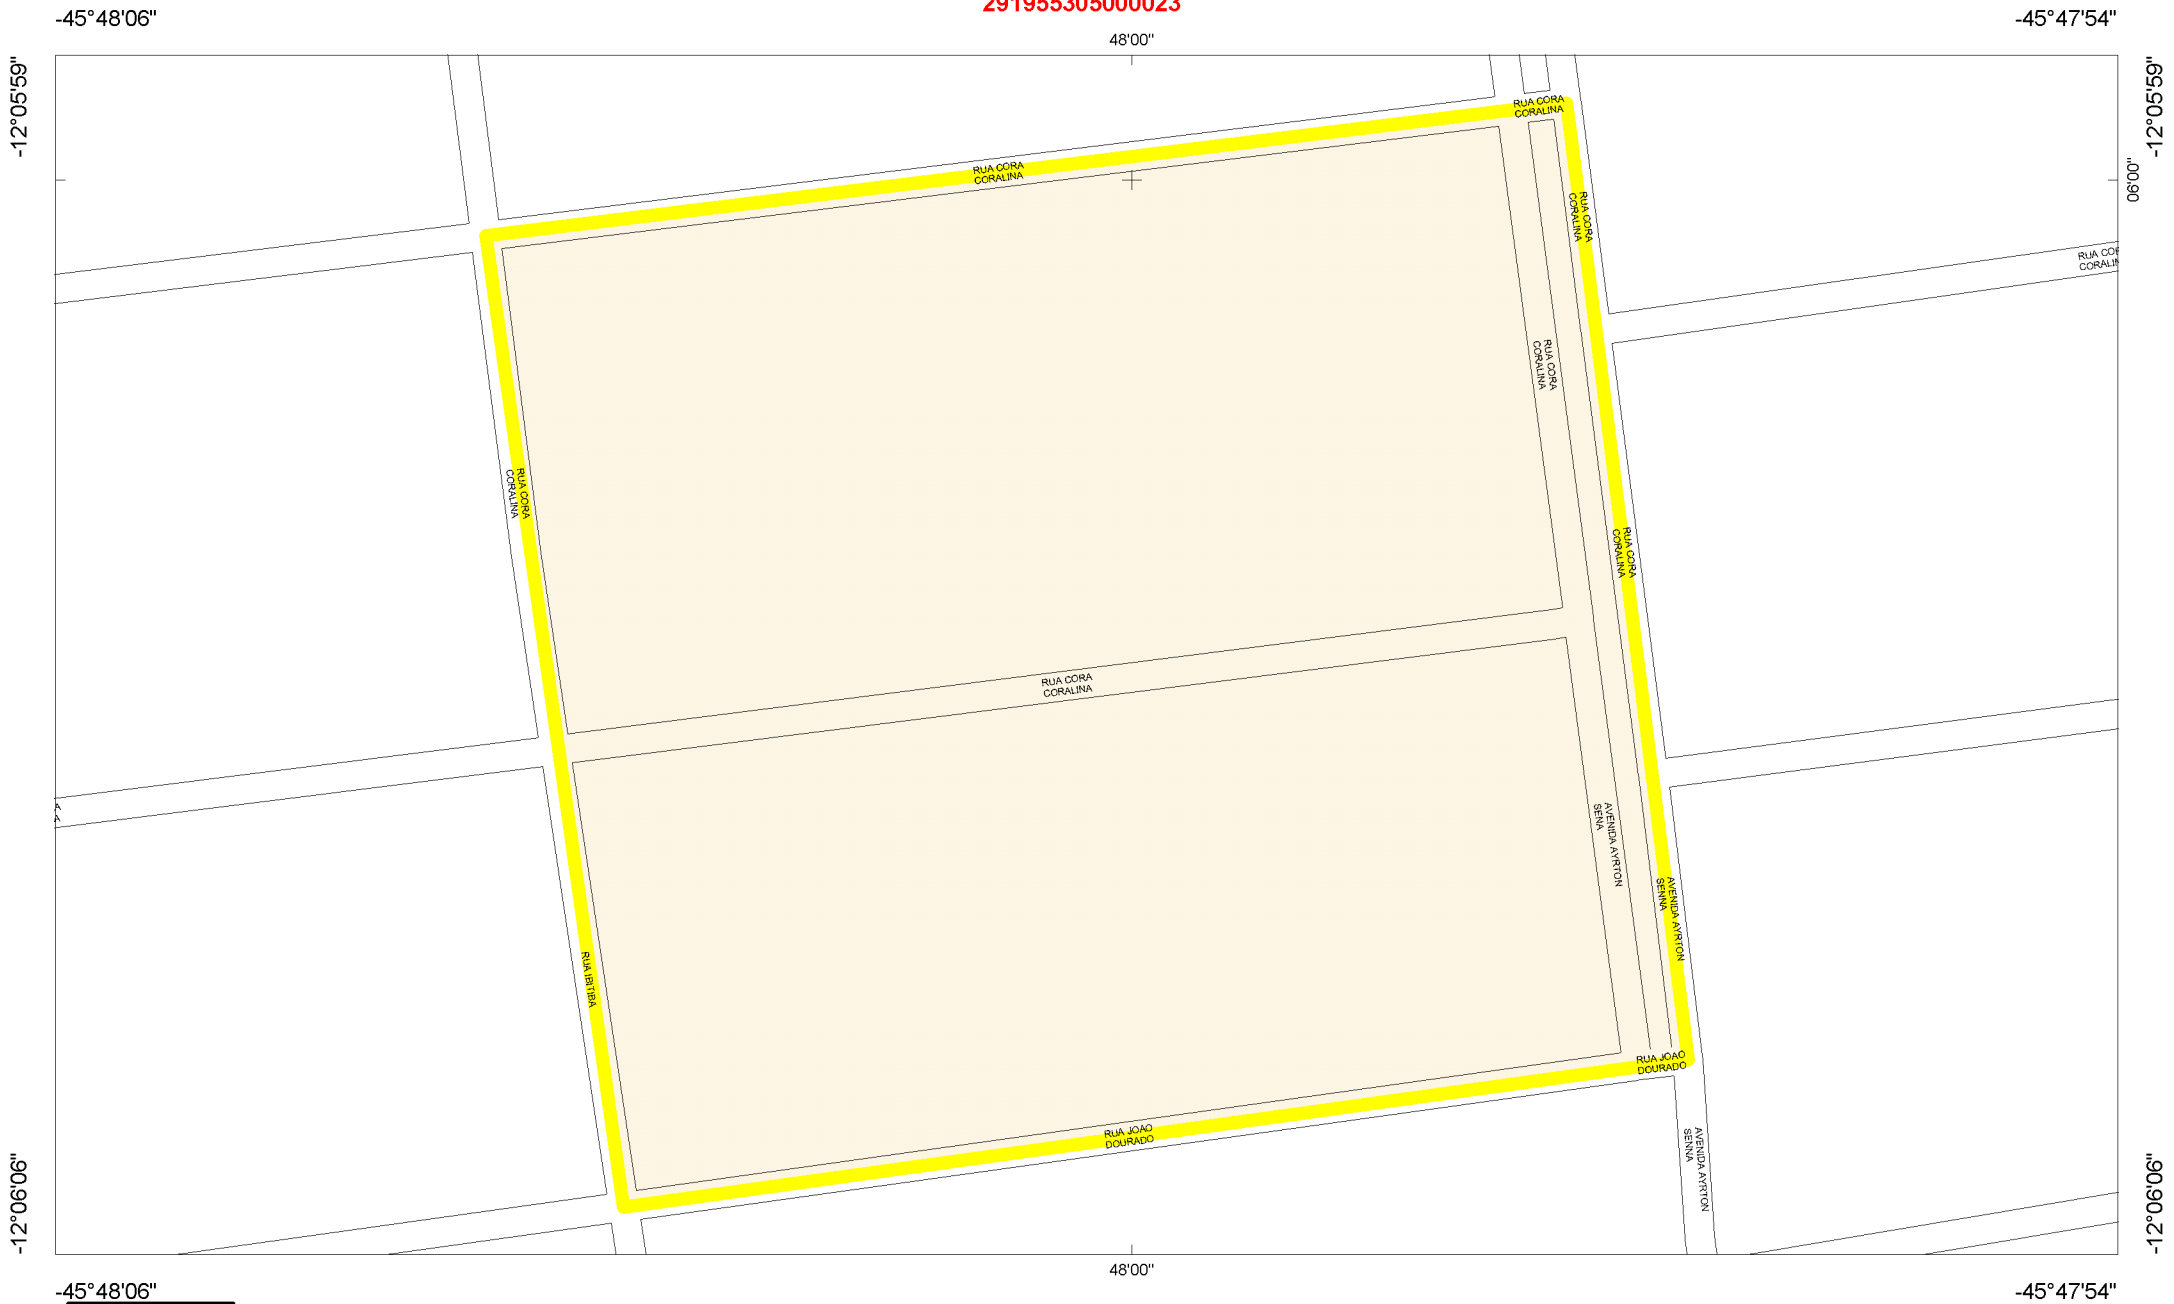 291955305000023
-45°48'06"
-45°47'54"
48'00"
-12°05'59"
-12°05'59"
06'00"
RUA CORA
CORALINA
RUA CORA
CORALINA
RUA CORA
CORALINA
RUA COR
CORALIN
RUA CORA
CORALINA
RUA CORA
CORALINA
RUA CORA
CORALINA
RUA CORA
CORALINA
A
A
AVENIDA AYRTON
SENA
AVENIDA AYRTON
SENNA
RUA IBITIBA
RUA JOAO
DOURADO
RUA JOAO
DOURADO
AVENIDA AYRTON
SENNA
-12°06'06"
-12°06'06"
48'00"
-45°48'06"
-45°47'54"